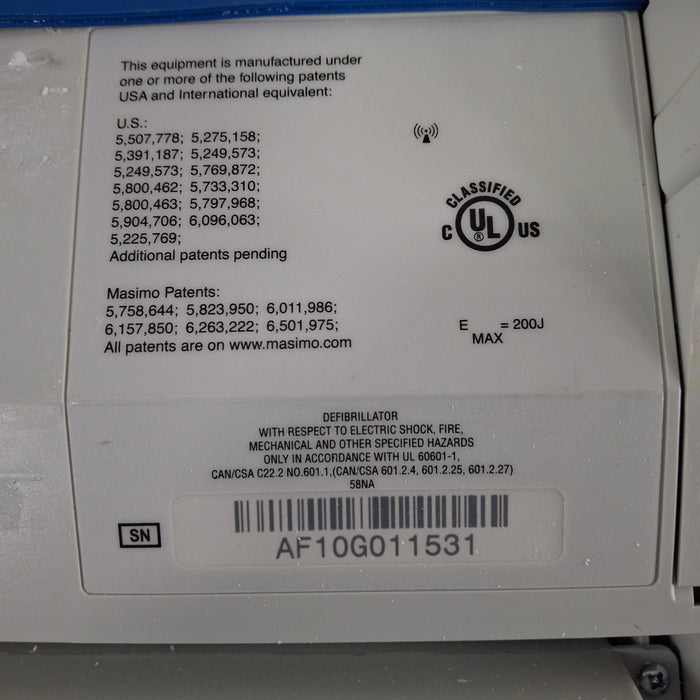 This equipment is manufactured under
one or more of the following patents
USA and International equivalent:
U.S.:
5,507,778; 5,275,158;
5,391,187; 5,249,573;
5,249,573; 5,769,872;
5,800,462; 5,733,310;
5,800,463; 5,797,968;
5,904,706; 6,096,063;
5,225,769;
Additional patents pending
CLASSIFIED
C UL® US
Masimo Patents:
5,758,644; 5,823,950; 6,011,986;
6,157,850; 6,263,222; 6,501,975;
All patents are on www.masimo.com
E MAX = 200J
DEFIBRILLATOR
WITH RESPECT TO ELECTRIC SHOCK, FIRE,
MECHANICAL AND OTHER SPECIFIED HAZARDS
ONLY IN ACCORDANCE WITH UL 60601-1,
CAN/CSA C22.2 NO.601.1,(CAN/CSA 601.2.4, 601.2.25, 601.2.27)
58NA
SN
AF10G011531